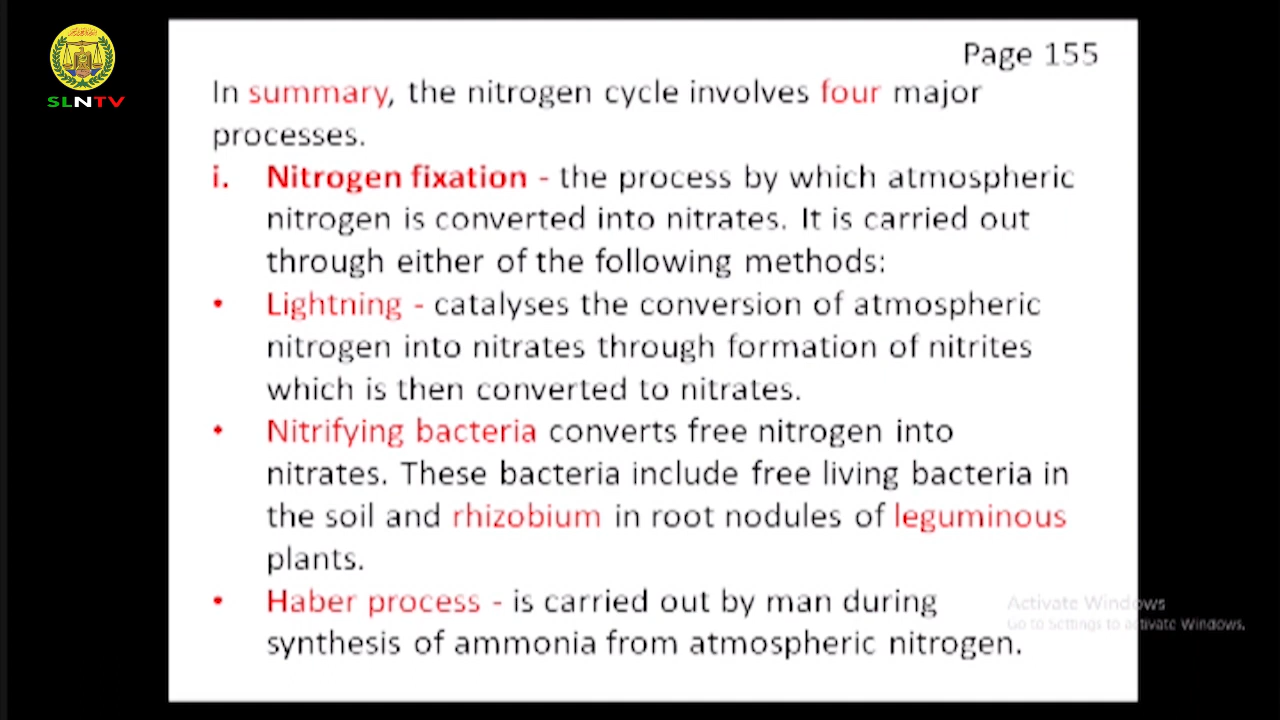 SLNTV
Page 155
In summary, the nitrogen cycle involves four major
processes.
i. Nitrogen fixation - the process by which atmospheric
nitrogen is converted into nitrates. It is carried out
through either of the following methods:
• Lightning - catalyses the conversion of atmospheric
nitrogen into nitrates through formation of nitrites
which is then converted to nitrates.
• Nitrifying bacteria converts free nitrogen into
nitrates. These bacteria include free living bacteria in
the soil and rhizobium in root nodules of leguminous
plants.
• Haber process - is carried out by man during
synthesis of ammonia from atmospheric nitrogen.
Activate Windows
Go to Settings to activate Windows.